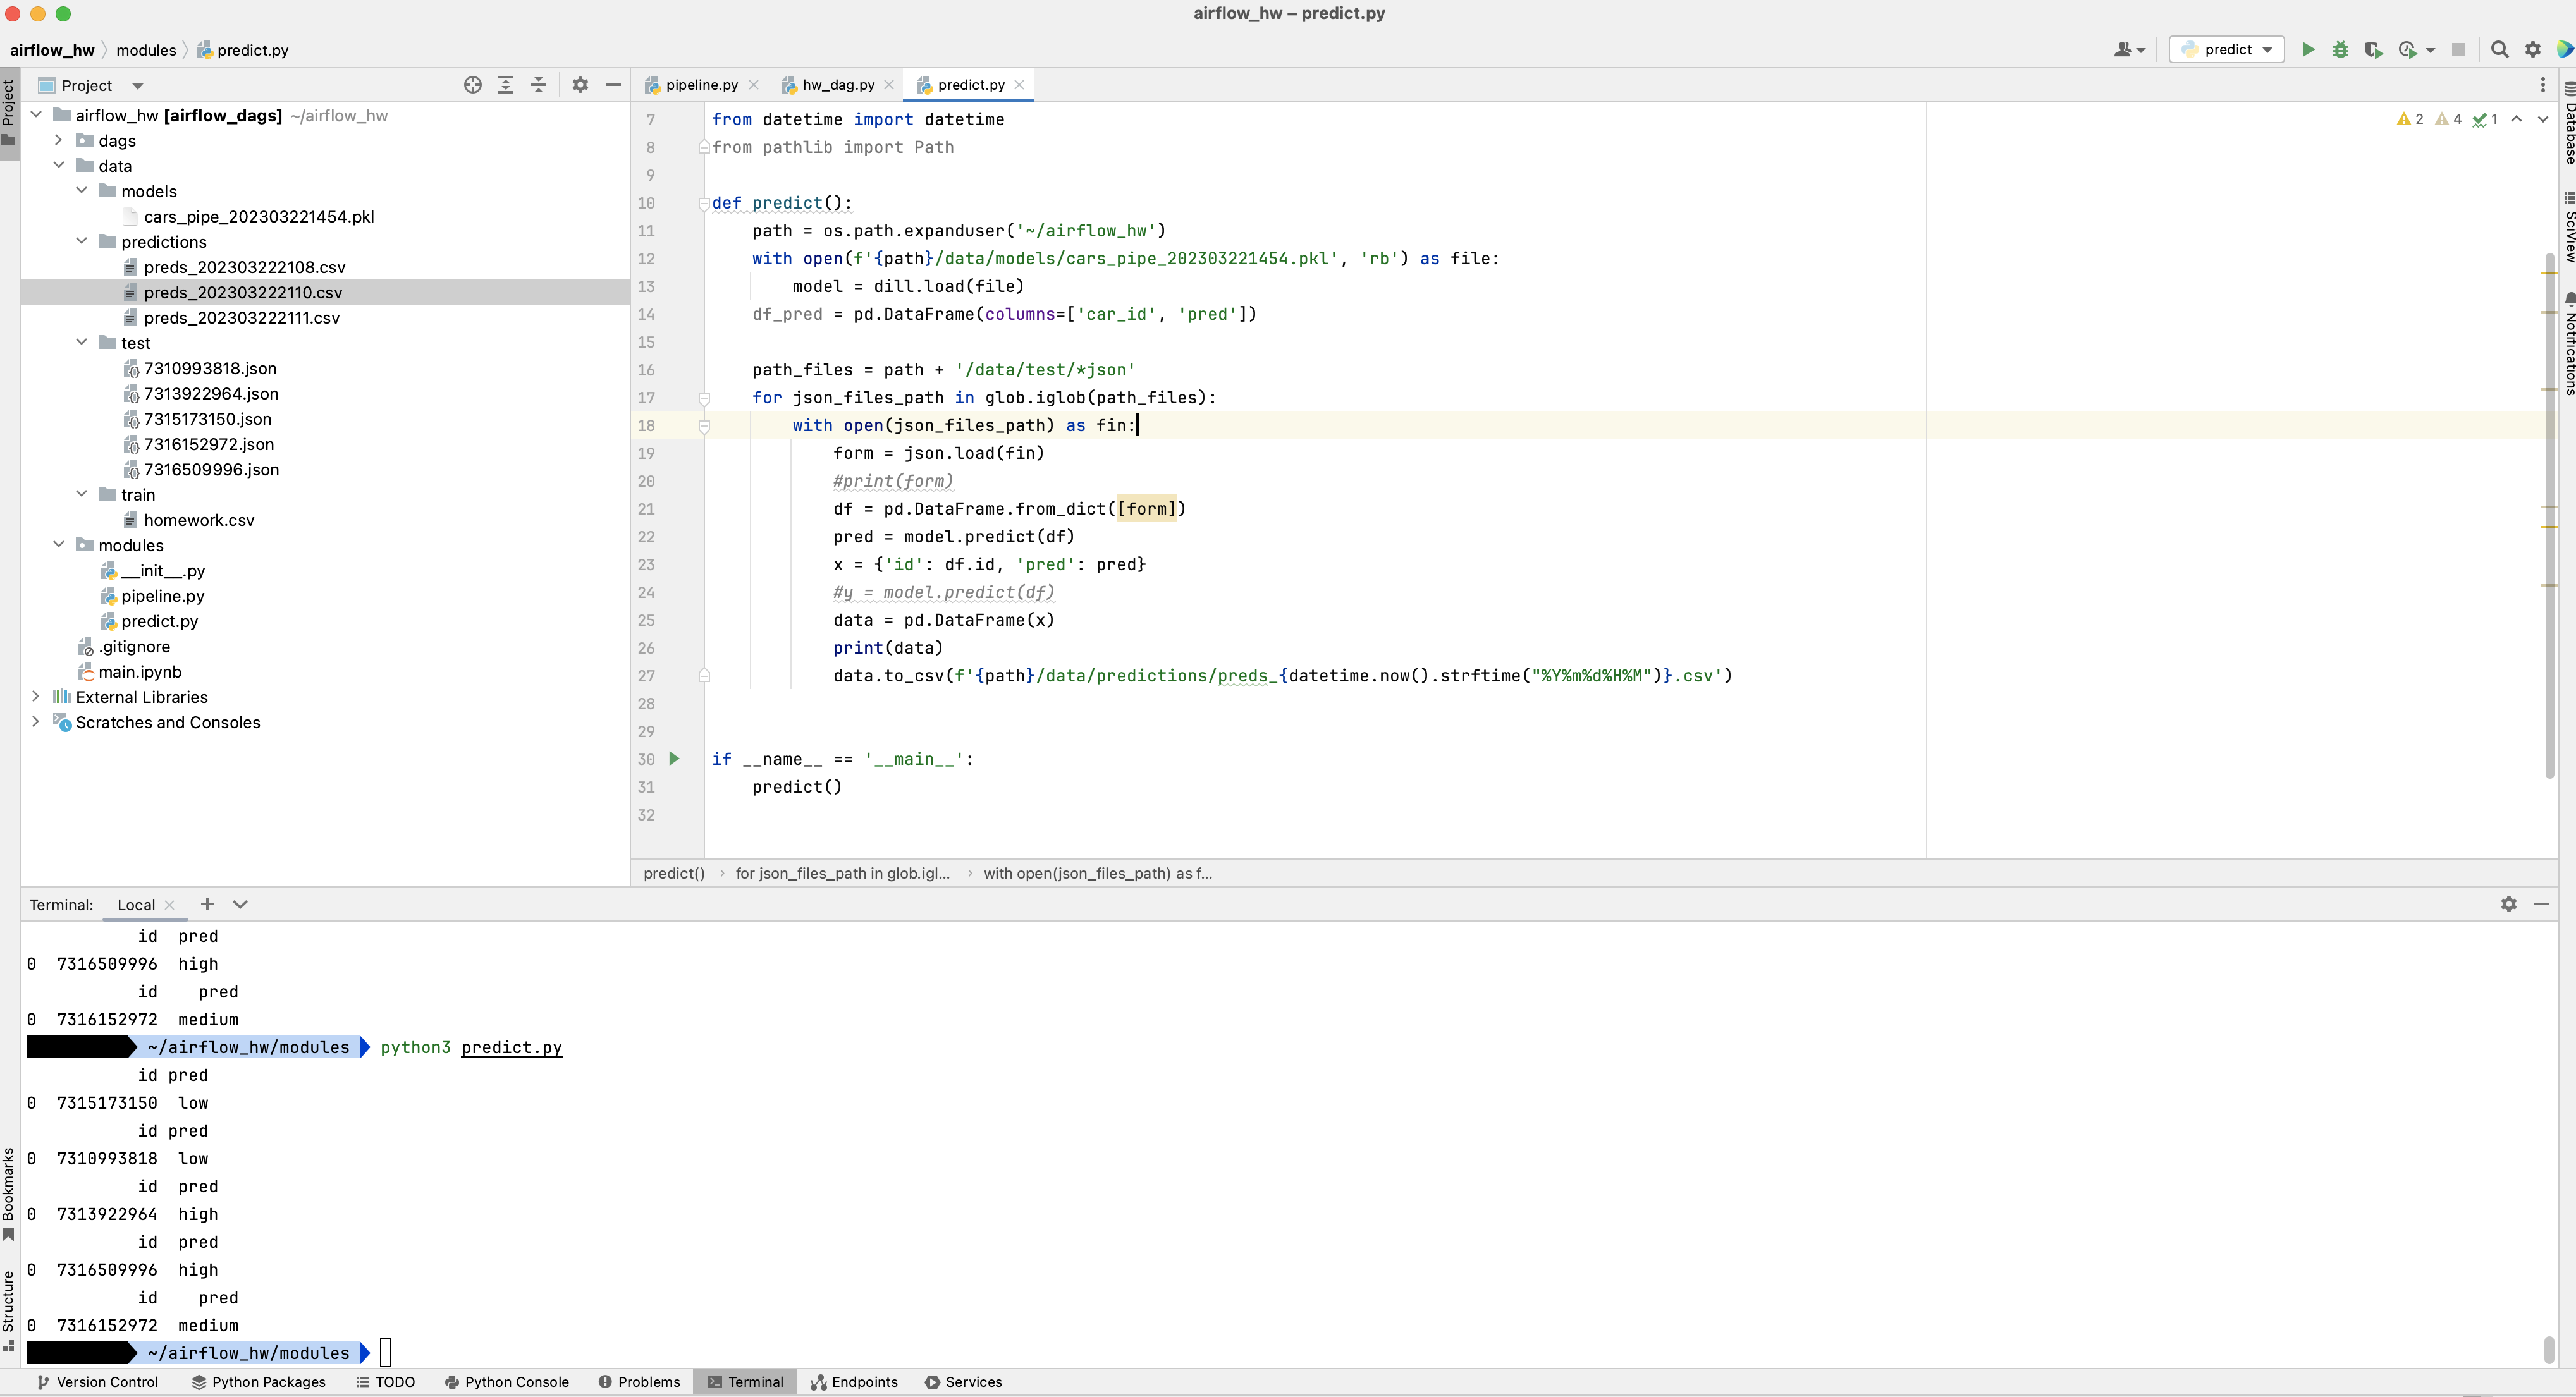 airflow_hw – predict.py
airflow_hw
modules
predict.py
predict
Project
Project
pipeline.py
hw_dag.py
predict.py
airflow_hw [airflow_dags] ~/airflow_hw
dags
data
models
cars_pipe_202303221454.pkl
predictions
preds_202303222108.csv
preds_202303222110.csv
preds_202303222111.csv
test
7310993818.json
7313922964.json
7315173150.json
7316152972.json
7316509996.json
train
homework.csv
modules
__init__.py
pipeline.py
predict.py
.gitignore
main.ipynb
External Libraries
Scratches and Consoles
2 4 1
7 from datetime import datetime
8 from pathlib import Path
9
10 def predict():
11 path = os.path.expanduser('~/airflow_hw')
12 with open(f'{path}/data/models/cars_pipe_202303221454.pkl', 'rb') as file:
13 model = dill.load(file)
14 df_pred = pd.DataFrame(columns=['car_id', 'pred'])
15
16 path_files = path + '/data/test/*json'
17 for json_files_path in glob.iglob(path_files):
18 with open(json_files_path) as fin:
19 form = json.load(fin)
20 #print(form)
21 df = pd.DataFrame.from_dict([form])
22 pred = model.predict(df)
23 x = {'id': df.id, 'pred': pred}
24 #y = model.predict(df)
25 data = pd.DataFrame(x)
26 print(data)
27 data.to_csv(f'{path}/data/predictions/preds_{datetime.now().strftime("%Y%m%d%H%M")}.csv')
28
29
30 if __name__ == '__main__':
31 predict()
32
predict() › for json_files_path in glob.igl... › with open(json_files_path) as f...
Database
SciView
Notifications
Terminal: Local
id pred
0 7316509996 high
id pred
0 7316152972 medium
~/airflow_hw/modules python3 predict.py
id pred
0 7315173150 low
id pred
0 7310993818 low
id pred
0 7313922964 high
id pred
0 7316509996 high
id pred
0 7316152972 medium
~/airflow_hw/modules
Bookmarks
Structure
Version Control
Python Packages
TODO
Python Console
Problems
Terminal
Endpoints
Services